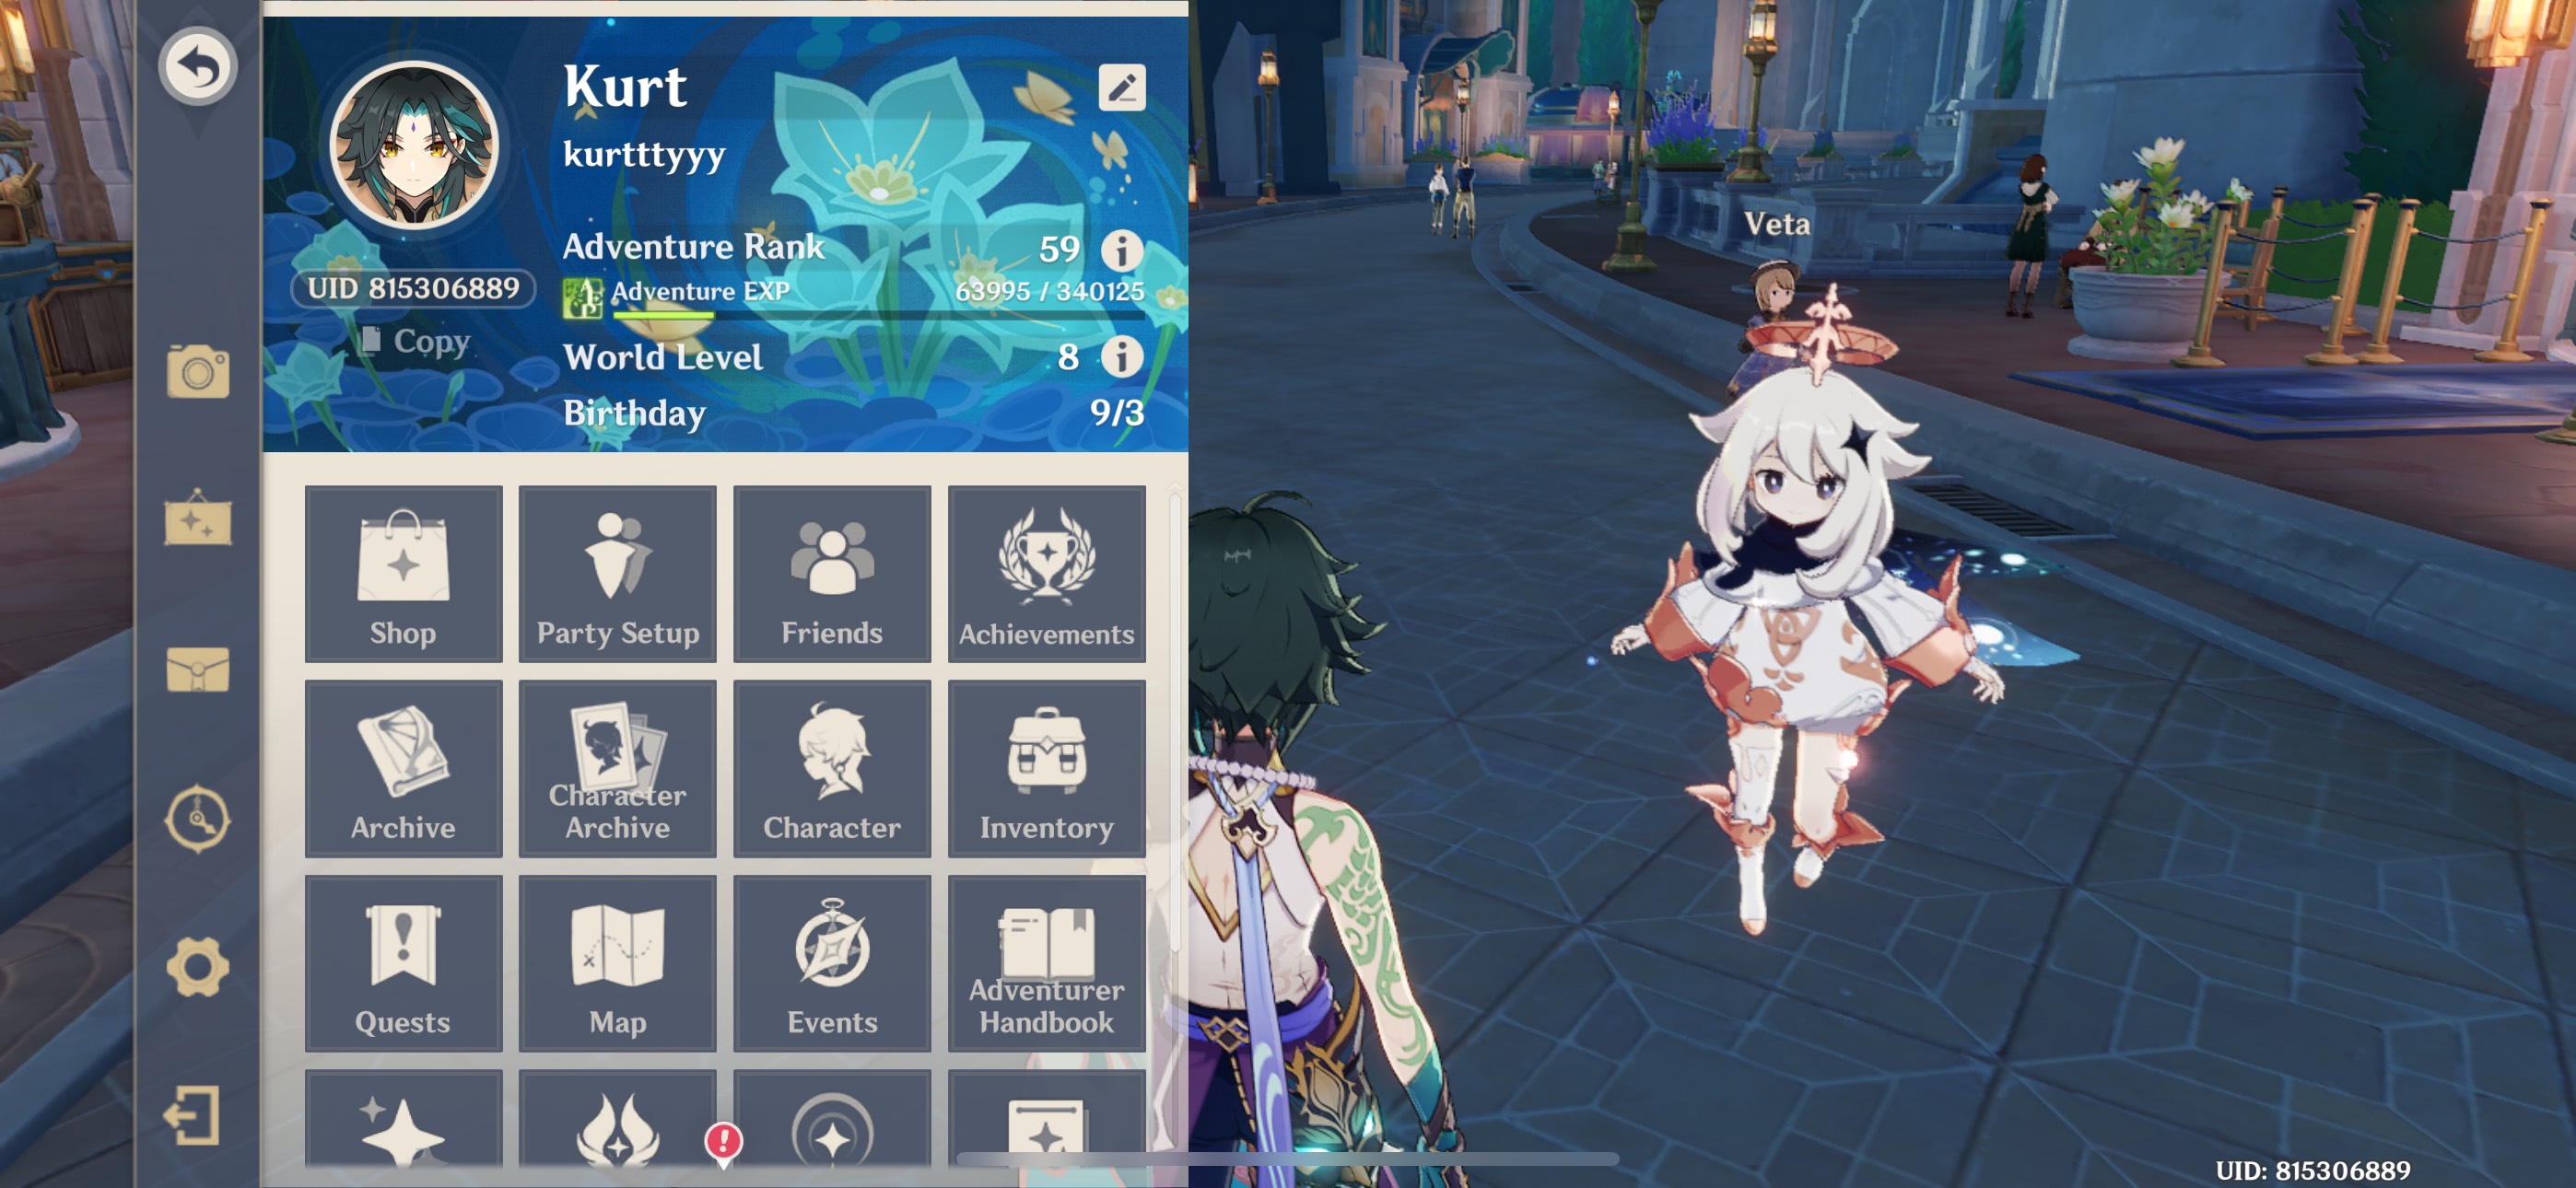 Kurt
kurtttyyy
Adventure Rank 59
Adventure EXP 63995 / 340125
UID 815306889
Copy
World Level 8
Birthday 9/3
Veta
Shop
Party Setup
Friends
Achievements
Archive
Character
Archive
Character
Inventory
Quests
Map
Events
Adventurer
Handbook
UID: 815306889